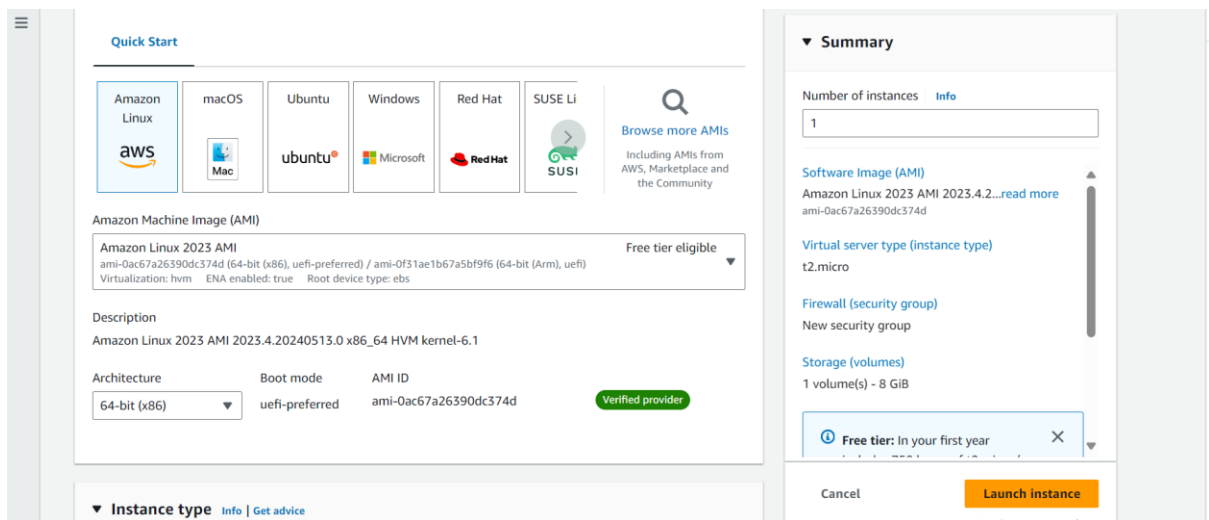 Quick Start
Amazon
Linux
aws
macOS
Mac
Ubuntu
ubuntu
Windows
Microsoft
Red Hat
Red Hat
SUSE Li
SUSI
Browse more AMIs
Including AMIs from
AWS, Marketplace and
the Community
Amazon Machine Image (AMI)
Amazon Linux 2023 AMI
Free tier eligible
ami-0ac67a26390dc374d (64-bit (x86), uefi-preferred) / ami-0f31ae1b67a5bf9f6 (64-bit (Arm), uefi)
Virtualization: hvm ENA enabled: true Root device type: ebs
Description
Amazon Linux 2023 AMI 2023.4.20240513.0 x86_64 HVM kernel-6.1
Architecture
64-bit (x86)
Boot mode
uefi-preferred
AMI ID
ami-0ac67a26390dc374d
Verified provider
Instance type Info | Get advice
Summary
Number of instances Info
1
Software Image (AMI)
Amazon Linux 2023 AMI 2023.4.2...read more
ami-0ac67a26390dc374d
Virtual server type (instance type)
t2.micro
Firewall (security group)
New security group
Storage (volumes)
1 volume(s) - 8 GiB
Free tier: In your first year
Cancel
Launch instance